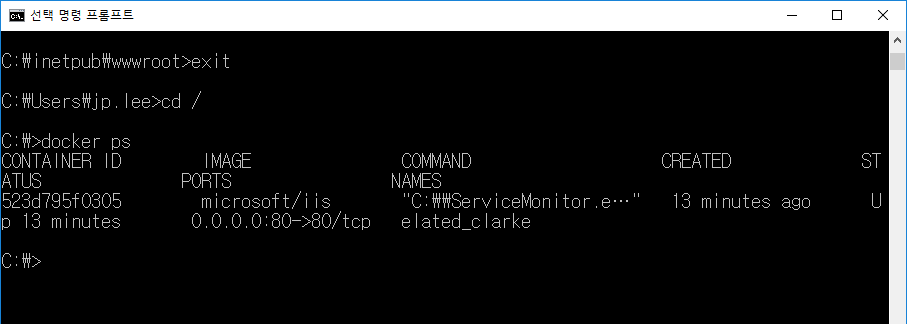 선택 명령 프롬프트
C:₩inetpub₩wwwroot>exit
C:₩Users₩jp.lee>cd /
C:₩>docker ps
CONTAINER ID IMAGE COMMAND CREATED ST
ATUS PORTS NAMES
523d795f0305 microsoft/iis "C:₩₩ServiceMonitor.e…" 13 minutes ago U
p 13 minutes 0.0.0.0:80->80/tcp elated_clarke
C:₩>